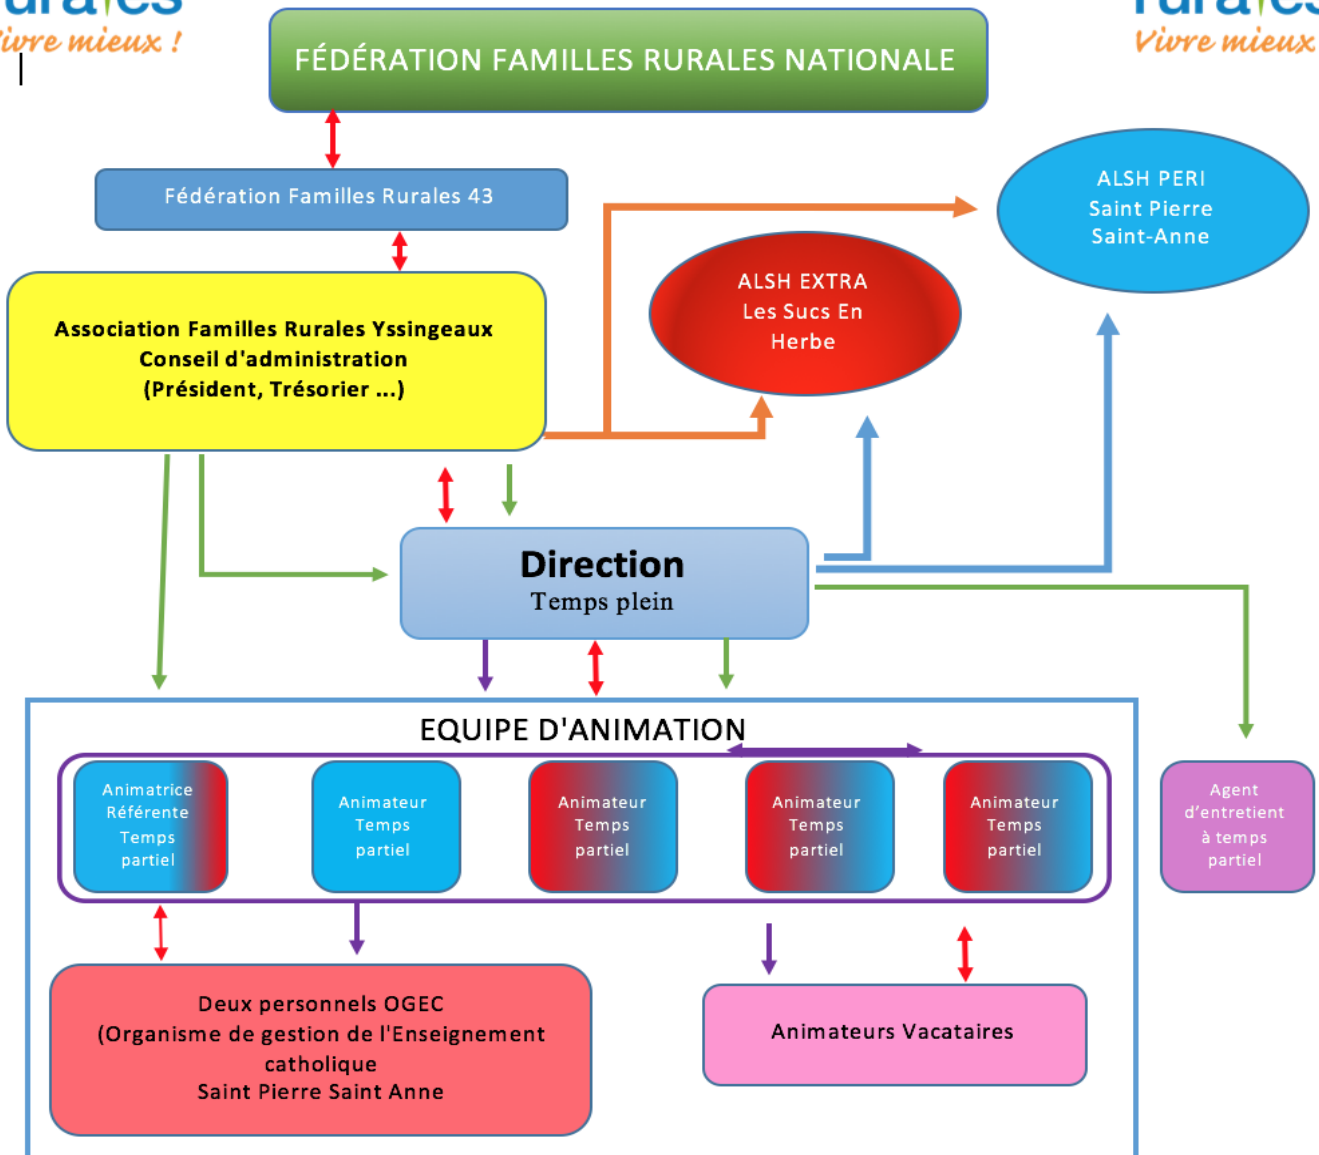 Vivre mieux !
Vivre mieux
FÉDÉRATION FAMILLES RURALES NATIONALE
Fédération Familles Rurales 43
ALSH PERI
Saint Pierre
Saint-Anne
ALSH EXTRA
Les Sucs En
Herbe
Association Familles Rurales Yssingeaux
Conseil d'administration
(Président, Trésorier ...)
Direction
Temps plein
EQUIPE D'ANIMATION
Animatrice
Référente
Temps
partiel
Animateur
Temps
partiel
Animateur
Temps
partiel
Animateur
Temps
partiel
Animateur
Temps
partiel
Agent
d’entretient
à temps
partiel
Deux personnels OGEC
(Organisme de gestion de l'Enseignement
catholique
Saint Pierre Saint Anne
Animateurs Vacataires